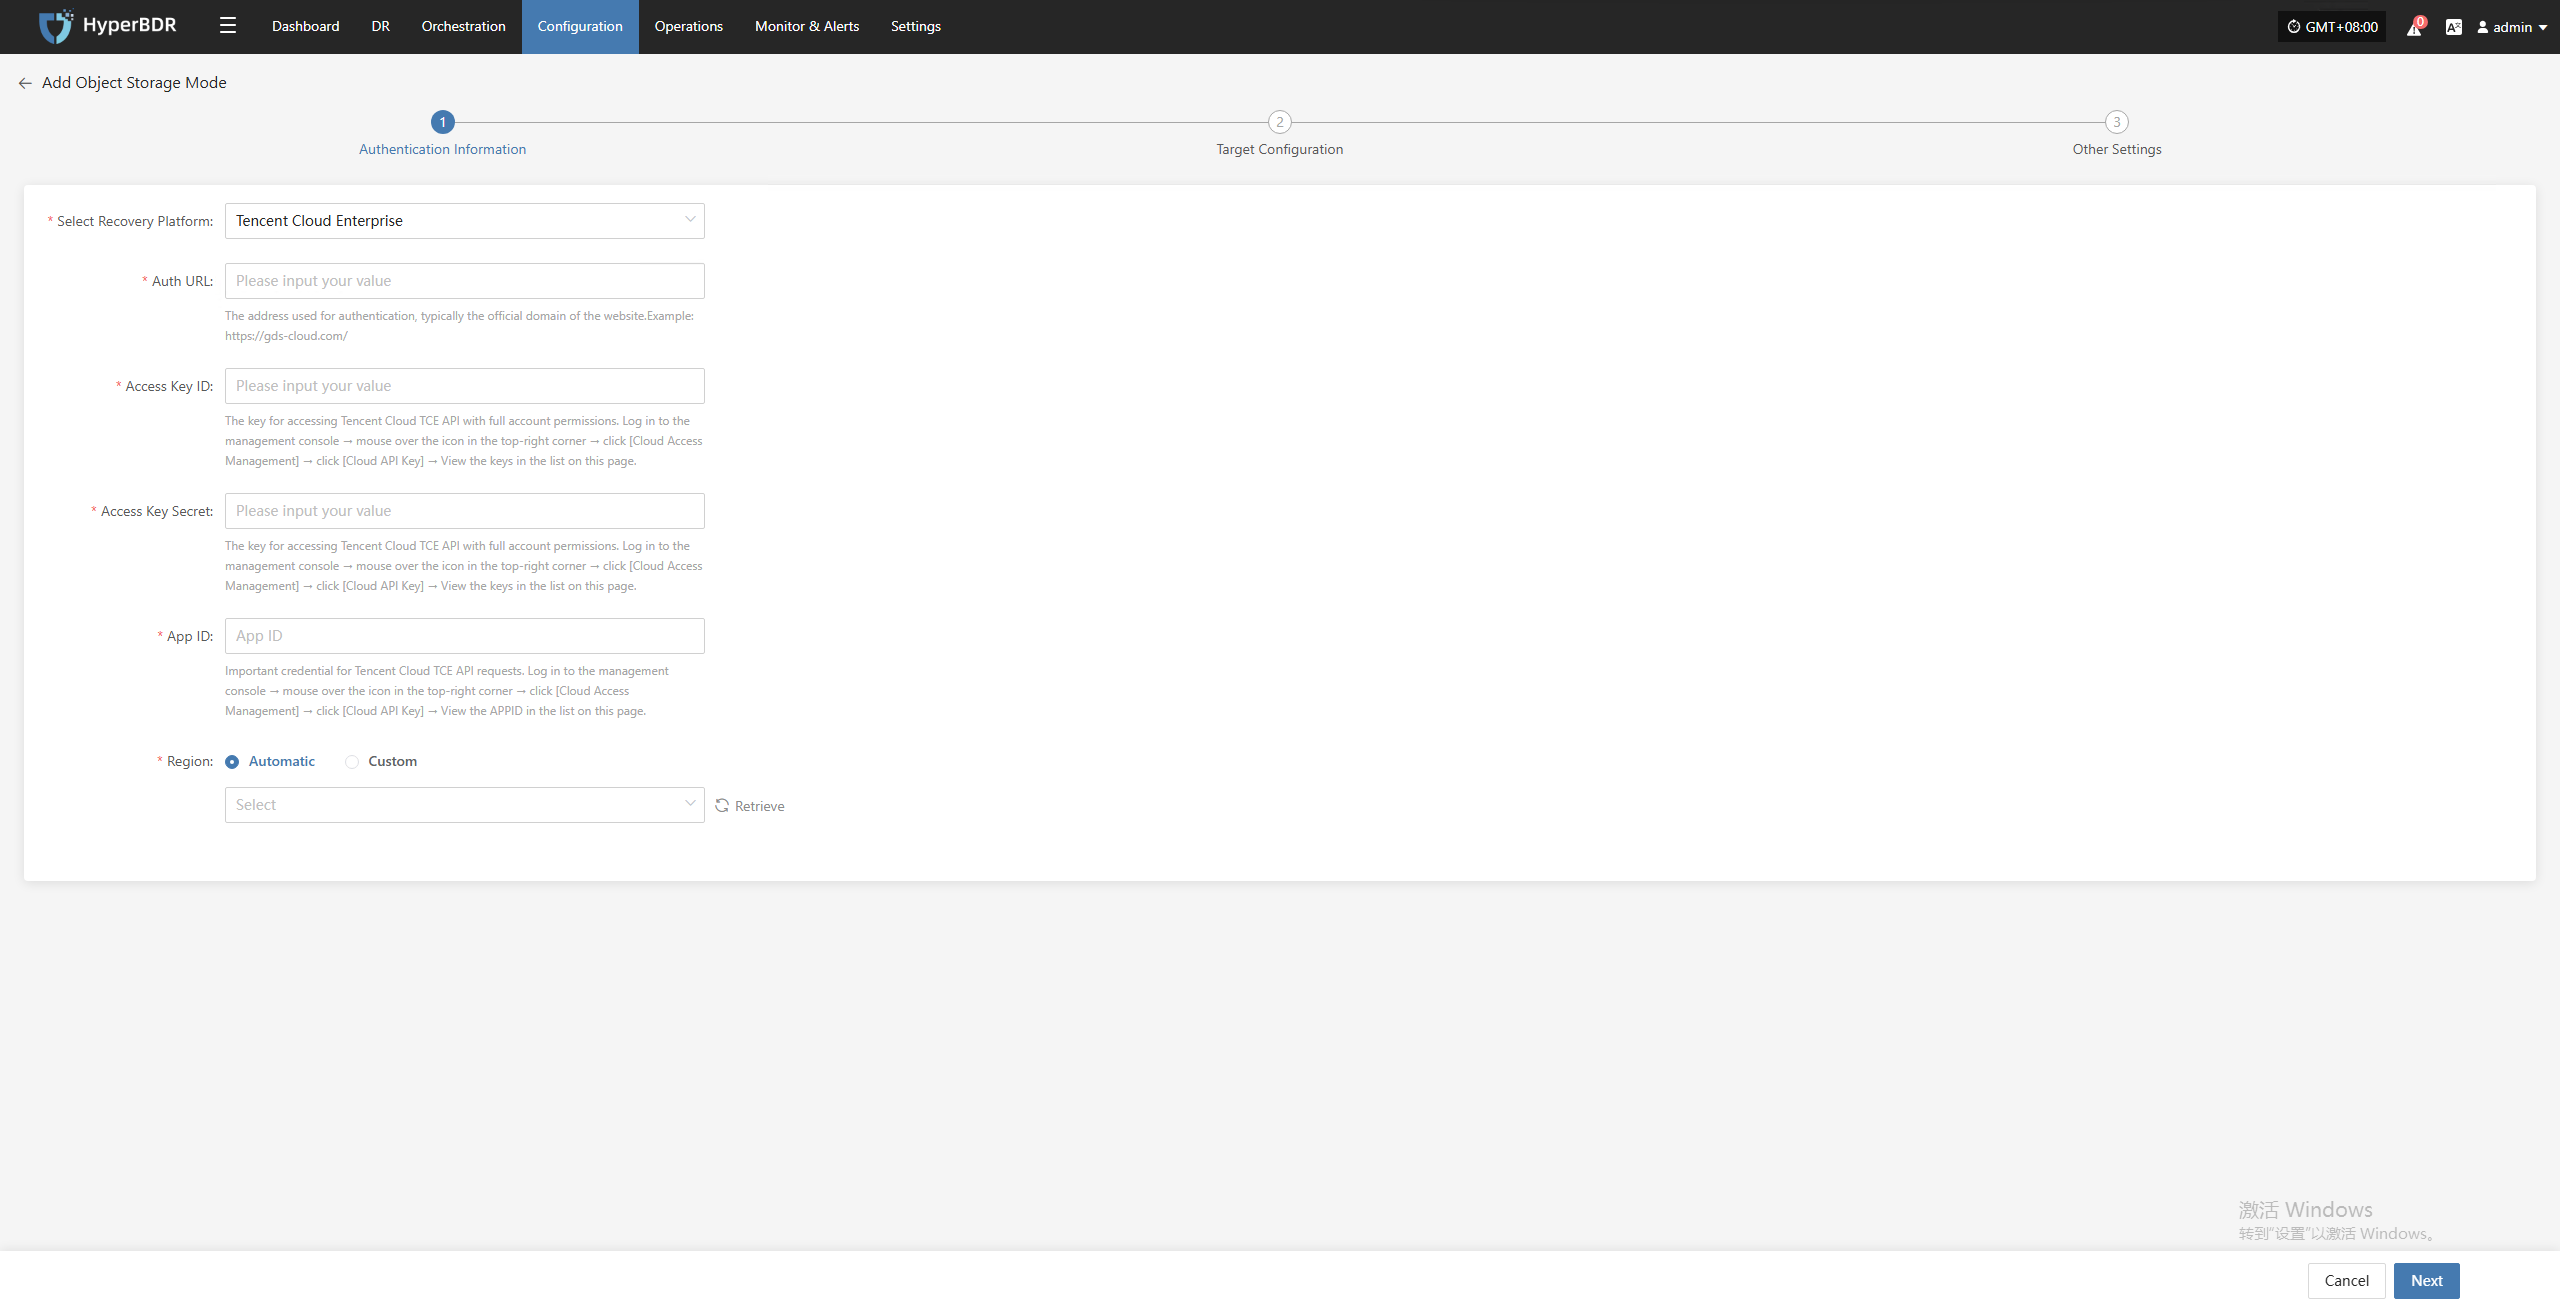 HyperBDR
Dashboard
DR
Orchestration
Configuration
Operations
Monitor & Alerts
Settings
GMT+08:00
0
admin
Add Object Storage Mode
1
2
3
Authentication Information
Target Configuration
Other Settings
* Select Recovery Platform:
Tencent Cloud Enterprise
* Auth URL:
Please input your value
The address used for authentication, typically the official domain of the website.Example:
https://gds-cloud.com/
* Access Key ID:
Please input your value
The key for accessing Tencent Cloud TCE API with full account permissions. Log in to the
management console → mouse over the icon in the top-right corner → click [Cloud Access
Management] → click [Cloud API Key] → View the keys in the list on this page.
* Access Key Secret:
Please input your value
The key for accessing Tencent Cloud TCE API with full account permissions. Log in to the
management console → mouse over the icon in the top-right corner → click [Cloud Access
Management] → click [Cloud API Key] → View the keys in the list on this page.
* App ID:
App ID
Important credential for Tencent Cloud TCE API requests. Log in to the management
console → mouse over the icon in the top-right corner → click [Cloud Access
Management] → click [Cloud API Key] → View the APPID in the list on this page.
* Region:
Automatic
Custom
Select
Retrieve
激活 Windows
转到“设置”以激活 Windows。
Cancel
Next